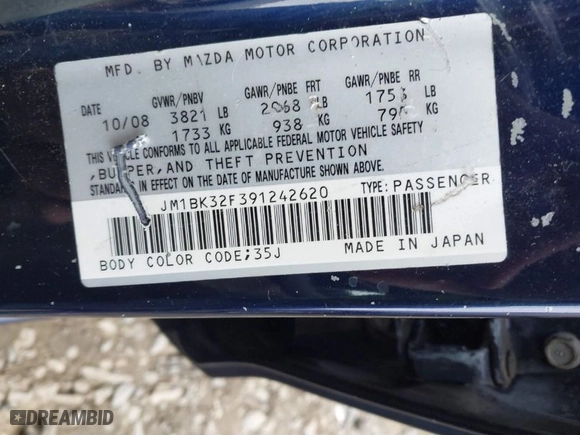 MFD. BY MAZDA MOTOR CORPORATION
DATE GVWR/PNBV GAWR/PNBE FRT GAWR/PNBE RR
10/08 3821 LB LB LB
1733 KG 938 KG KG
THIS VEHICLE CONFORMS TO ALL APPLICABLE FEDERAL MOTOR VEHICLE SAFETY
,BUMPER,AND THEFT PREVENTION
STANDARDS IN EFFECT ON THE DATE OF MANUFACTURE SHOWN ABOVE.
JM1BK32F391242620 TYPE: PASSENGER
BODY COLOR CODE;35J MADE IN JAPAN
DREAMBID